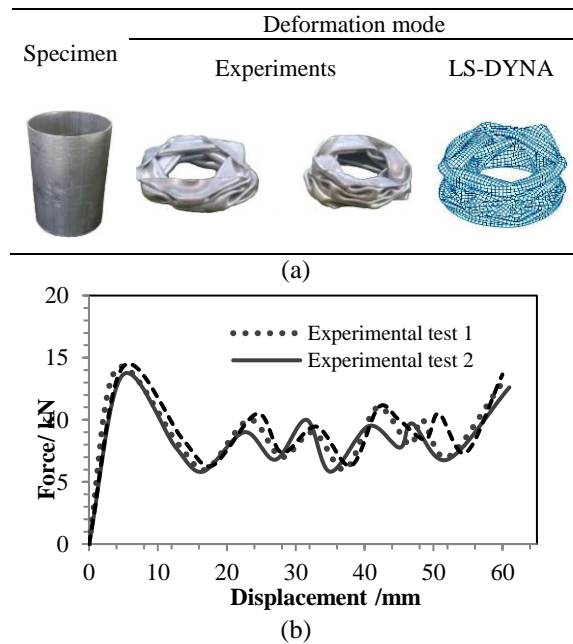 Deformation mode
Specimen
Experiments LS-DYNA
(a)
20
15
10
5
0
Force/ kN
Experimental test 1
Experimental test 2
0 10 20 30 40 50 60
Displacement /mm
(b)